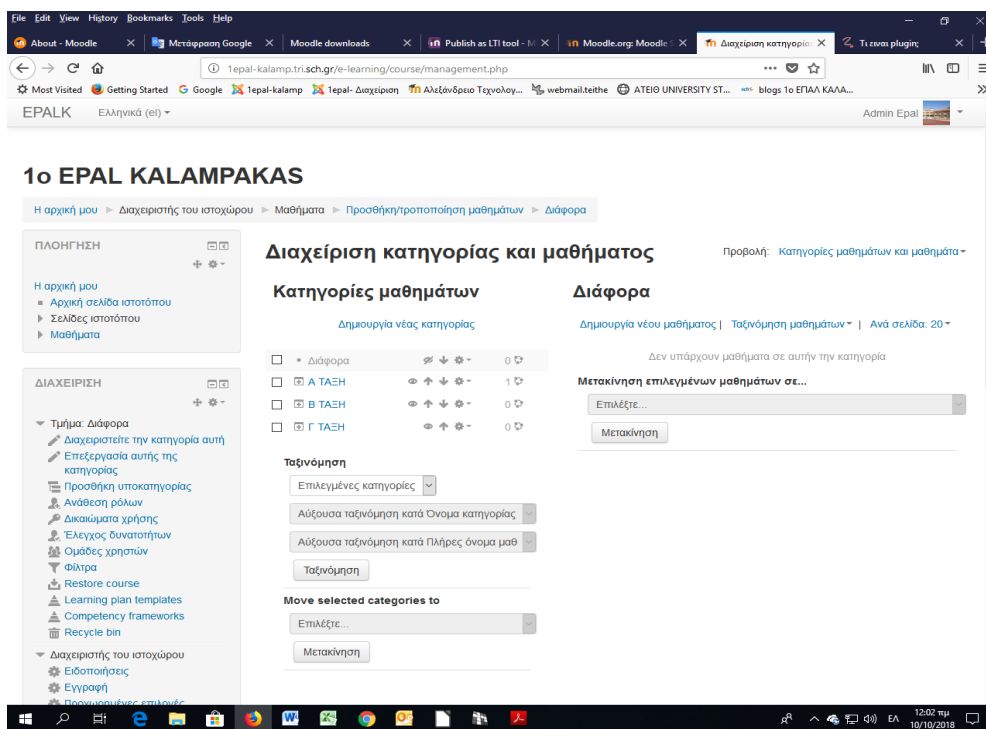 File Edit View History Bookmarks Tools Help
About - Moodle
Μετάφραση Google
Moodle downloads
Publish as LTI tool - M
Moodle.org: Moodle S
Διαχείριση κατηγορίας
Τι ειναι plugin;
1epal-kalamp.tri.sch.gr/e-learning/course/management.php
Most Visited Getting Started Google 1epal-kalamp 1epal- Διαχείριση Αλεξάνδρειο Τεχνολογ... webmail.teithe ΑΤΕΙΘ UNIVERSITY ST... blogs 1ο ΕΠΑΛ ΚΑΛΑ...
EPALK Ελληνικά (el) Admin Epal
1o EPAL KALAMPAKAS
Η αρχική μου Διαχειριστής του ιστοχώρου Μαθήματα Προσθήκη/τροποποίηση μαθημάτων Διάφορα
ΠΛΟΗΓΗΣΗ
Η αρχική μου
Αρχική σελίδα ιστοτόπου
Σελίδες ιστοτόπου
Μαθήματα
ΔΙΑΧΕΙΡΙΣΗ
Τμήμα: Διάφορα
Διαχειριστείτε την κατηγορία αυτή
Επεξεργασία αυτής της
κατηγορίας
Προσθήκη υποκατηγορίας
Ανάθεση ρόλων
Δικαιώματα χρήσης
Έλεγχος δυνατοτήτων
Ομάδες χρηστών
Φίλτρα
Restore course
Learning plan templates
Competency frameworks
Recycle bin
Διαχειριστής του ιστοχώρου
Ειδοποιήσεις
Εγγραφή
Προχωρημένες επιλογές
Διαχείριση κατηγορίας και μαθήματος
Προβολή: Κατηγορίες μαθημάτων και μαθήματα
Κατηγορίες μαθημάτων
Δημιουργία νέας κατηγορίας
Διάφορα 0
Α ΤΑΞΗ 1
Β ΤΑΞΗ 0
Γ ΤΑΞΗ 0
Ταξινόμηση
Επιλεγμένες κατηγορίες
Αύξουσα ταξινόμηση κατά Όνομα κατηγορίας
Αύξουσα ταξινόμηση κατά Πλήρες όνομα μαθ
Ταξινόμηση
Move selected categories to
Επιλέξτε...
Μετακίνηση
Διάφορα
Δημιουργία νέου μαθήματος | Ταξινόμηση μαθημάτων | Ανά σελίδα: 20
Δεν υπάρχουν μαθήματα σε αυτήν την κατηγορία
Μετακίνηση επιλεγμένων μαθημάτων σε...
Επιλέξτε...
Μετακίνηση
ΕΛ
12:02 πμ
10/10/2018